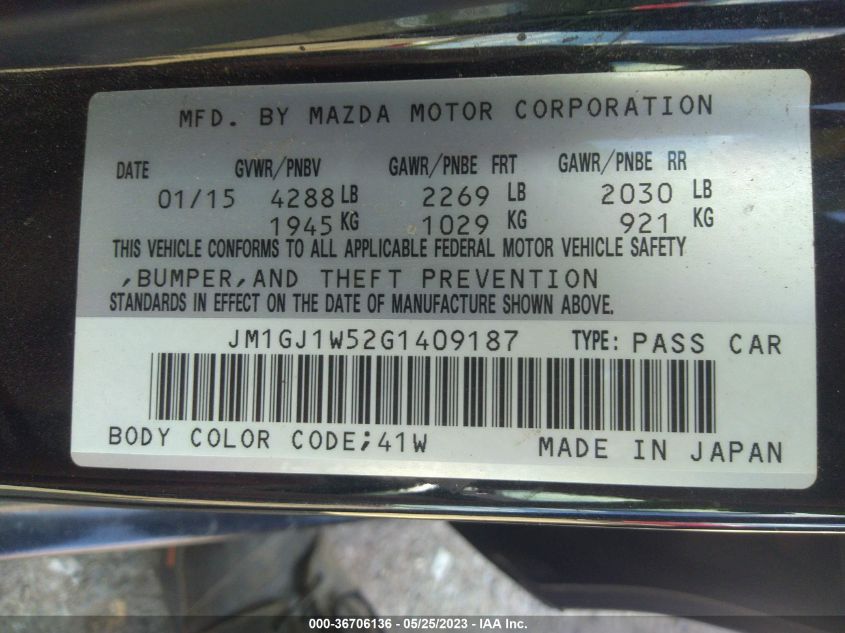 MFD. BY MAZDA MOTOR CORPORATION
DATE GVWR/PNBV GAWR/PNBE FRT GAWR/PNBE RR
01/15 4288 LB 2269 LB 2030 LB
1945 KG 1029 KG 921 KG
THIS VEHICLE CONFORMS TO ALL APPLICABLE FEDERAL MOTOR VEHICLE SAFETY
,BUMPER,AND THEFT PREVENTION
STANDARDS IN EFFECT ON THE DATE OF MANUFACTURE SHOWN ABOVE.
JM1GJ1W52G1409187 TYPE: PASS CAR
BODY COLOR CODE;41W MADE IN JAPAN
000-36706136 - 05/25/2023 - IAA Inc.